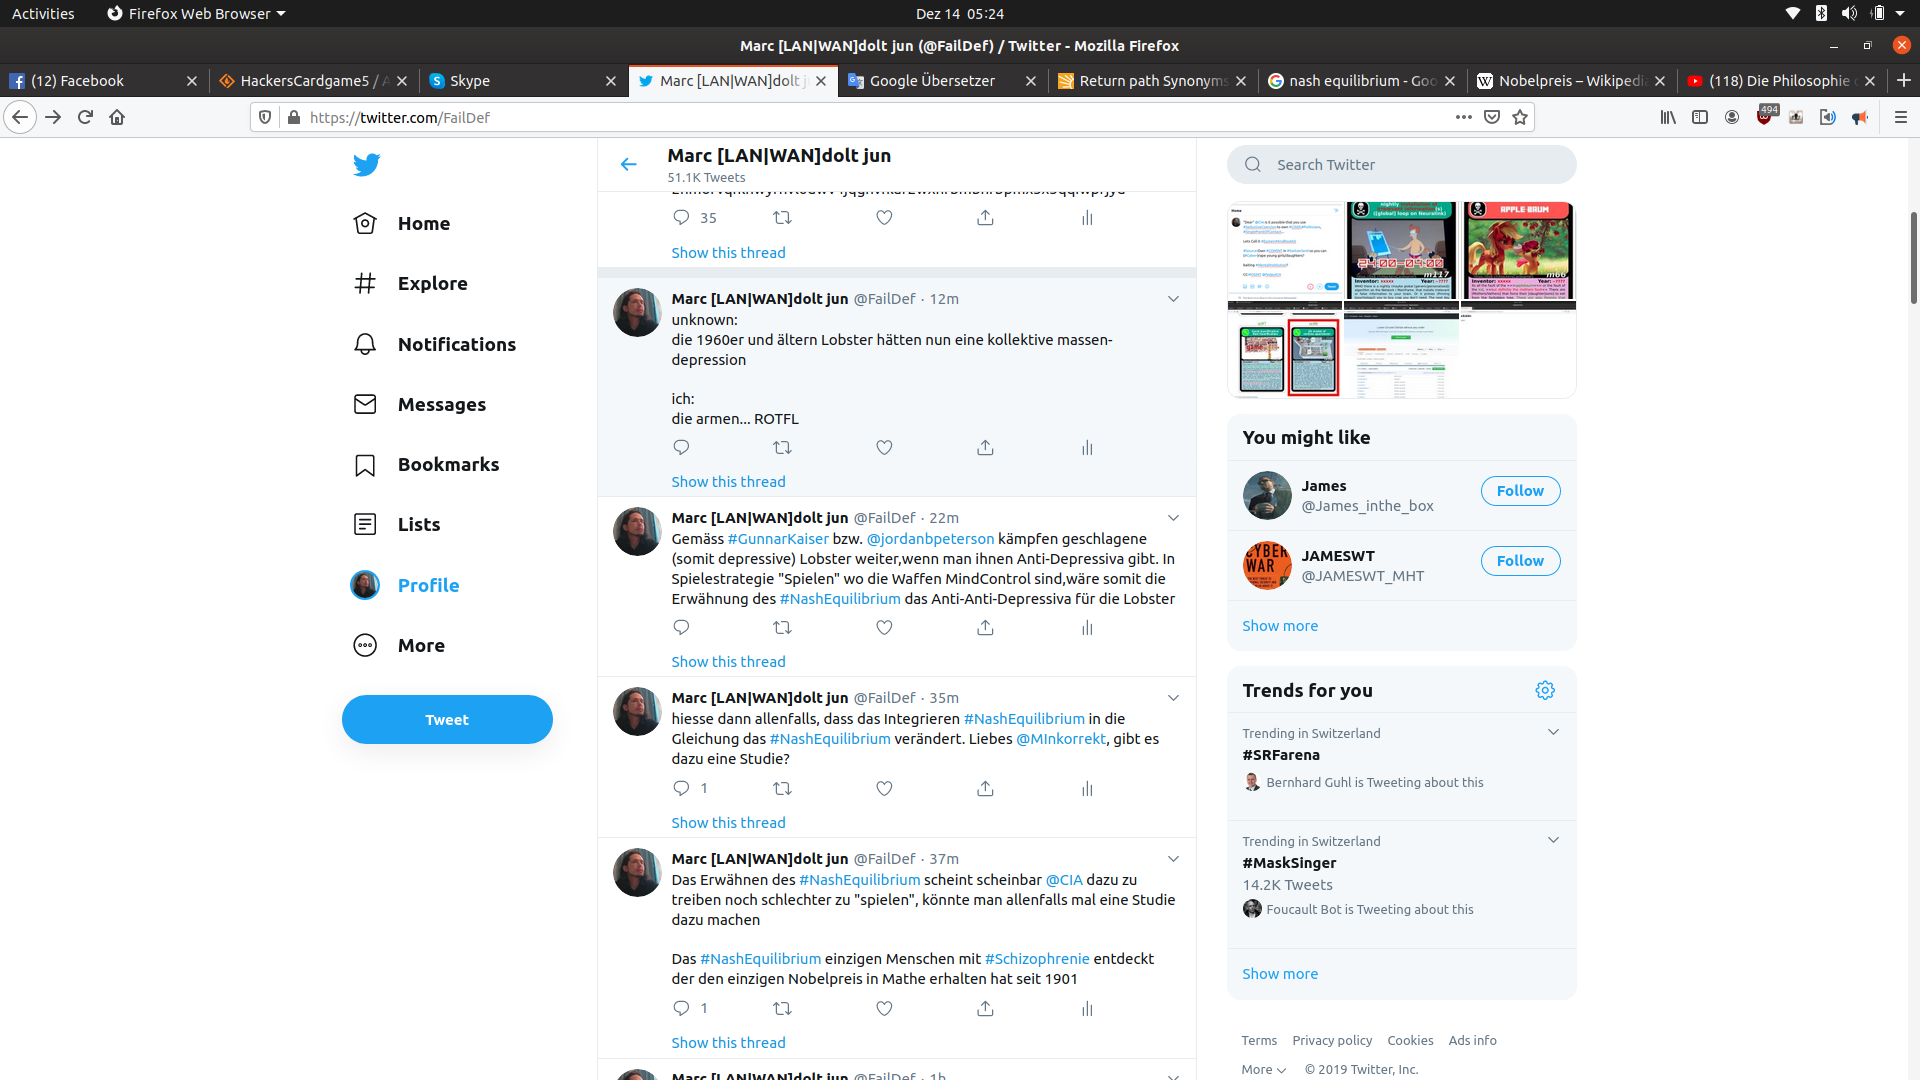 Activities
Firefox Web Browser
Dez 14 05:24
Marc [LAN|WAN]dolt jun (@FailDef) / Twitter - Mozilla Firefox
(12) Facebook
HackersCardgame5 / A
Skype
Marc [LAN|WAN]dolt j
Google Übersetzer
Return path Synonyms
nash equilibrium - Goo
Nobelpreis – Wikipedi
(118) Die Philosophie
https://twitter.com/FailDef
494
Home
Explore
Notifications
Messages
Bookmarks
Lists
Profile
More
Tweet
Marc [LAN|WAN]dolt jun
51.1K Tweets
35
Show this thread
Marc [LAN|WAN]dolt jun @FailDef · 12m
unknown:
die 1960er und ältern Lobster hätten nun eine kollektive massen-
depression
ich:
die armen... ROTFL
Show this thread
Marc [LAN|WAN]dolt jun @FailDef · 22m
Gemäss #GunnarKaiser bzw. @jordanbpeterson kämpfen geschlagene
(somit depressive) Lobster weiter,wenn man ihnen Anti-Depressiva gibt. In
Spielestrategie "Spielen" wo die Waffen MindControl sind,wäre somit die
Erwähnung des #NashEquilibrium das Anti-Anti-Depressiva für die Lobster
Show this thread
Marc [LAN|WAN]dolt jun @FailDef · 35m
hiesse dann allenfalls, dass das Integrieren #NashEquilibrium in die
Gleichung das #NashEquilibrium verändert. Liebes @MInkorrekt, gibt es
dazu eine Studie?
1
Show this thread
Marc [LAN|WAN]dolt jun @FailDef · 37m
Das Erwähnen des #NashEquilibrium scheint scheinbar @CIA dazu zu
treiben noch schlechter zu "spielen", könnte man allenfalls mal eine Studie
dazu machen
Das #NashEquilibrium einzigen Menschen mit #Schizophrenie entdeckt
der den einzigen Nobelpreis in Mathe erhalten hat seit 1901
1
Show this thread
Marc [LAN|WAN]dolt jun @FailDef · 1h
Search Twitter
APPLE BAUM
24:00-04:00
m117
m66
You might like
James
@James_inthe_box
Follow
CYBER
WAR
JAMESWT
@JAMESWT_MHT
Follow
Show more
Trends for you
Trending in Switzerland
#SRFarena
Bernhard Guhl is Tweeting about this
Trending in Switzerland
#MaskSinger
14.2K Tweets
Foucault Bot is Tweeting about this
Show more
Terms Privacy policy Cookies Ads info
More © 2019 Twitter, Inc.